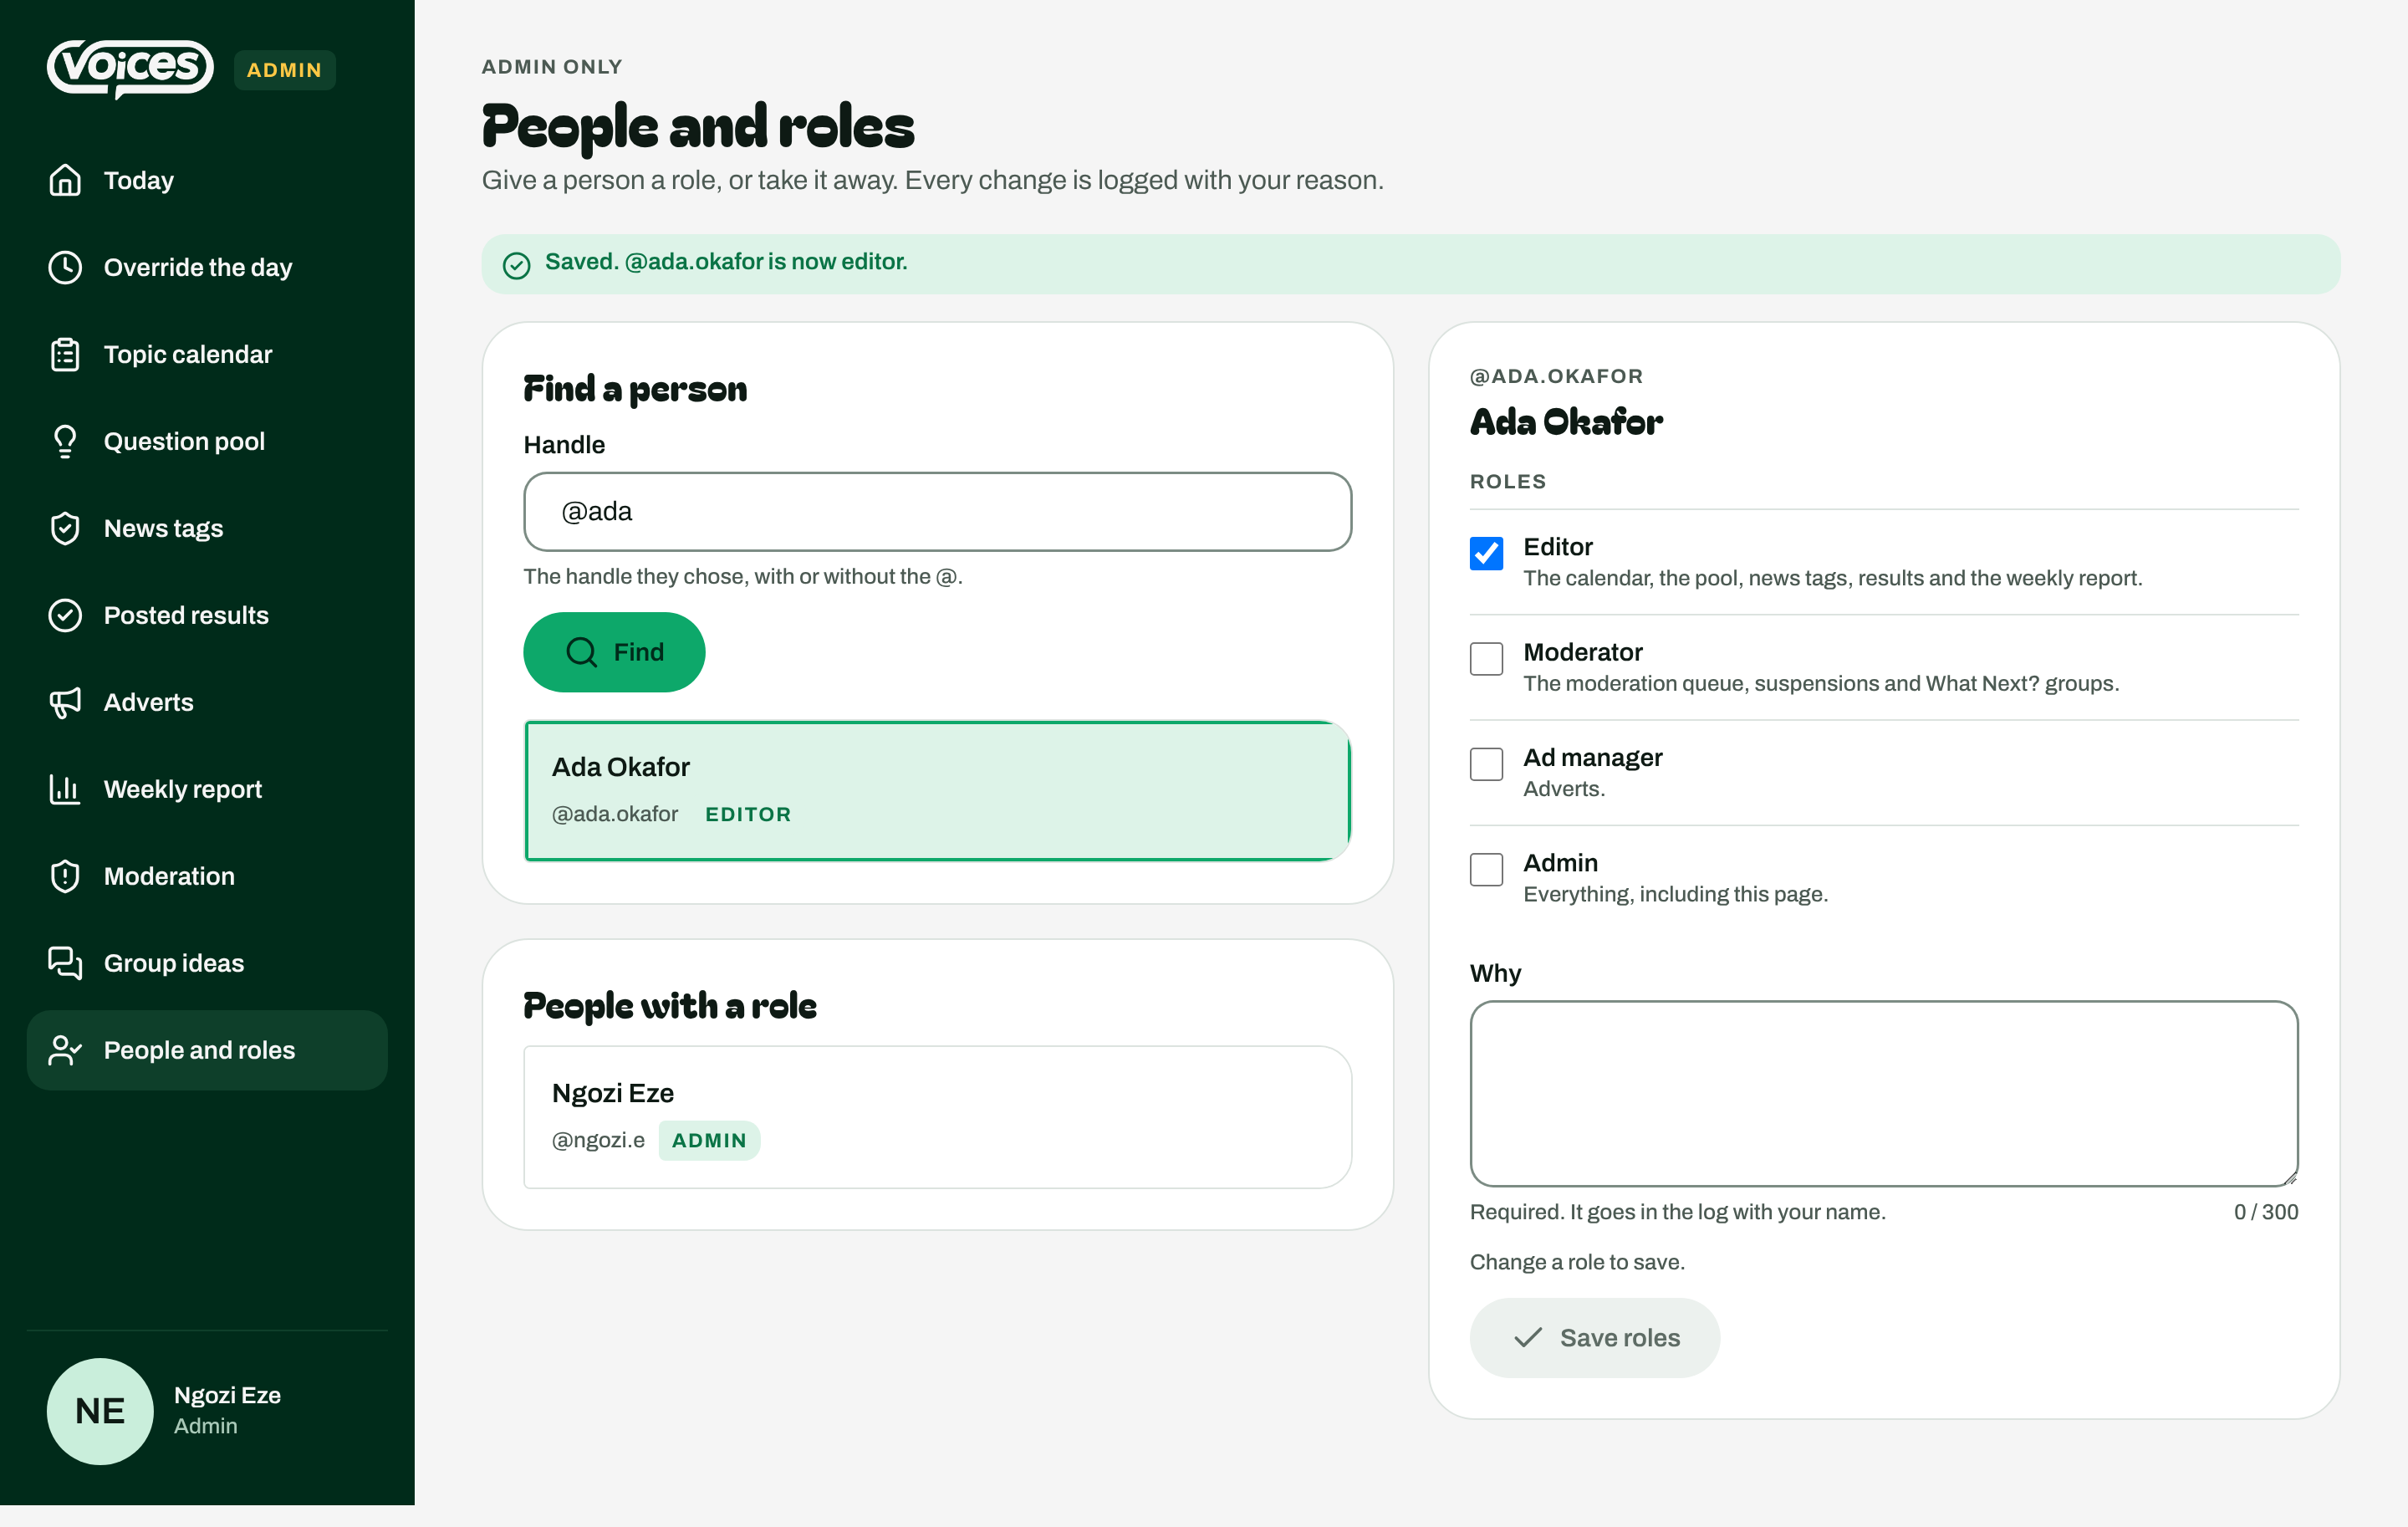 Voices
ADMIN
Today
Override the day
Topic calendar
Question pool
News tags
Posted results
Adverts
Weekly report
Moderation
Group ideas
People and roles
NE
Ngozi Eze
Admin
ADMIN ONLY
People and roles
Give a person a role, or take it away. Every change is logged with your reason.
Saved. @ada.okafor is now editor.
Find a person
Handle
@ada
The handle they chose, with or without the @.
Find
Ada Okafor
@ada.okafor EDITOR
People with a role
Ngozi Eze
@ngozi.e ADMIN
@ADA.OKAFOR
Ada Okafor
ROLES
Editor
The calendar, the pool, news tags, results and the weekly report.
Moderator
The moderation queue, suspensions and What Next? groups.
Ad manager
Adverts.
Admin
Everything, including this page.
Why
Required. It goes in the log with your name. 0 / 300
Change a role to save.
Save roles